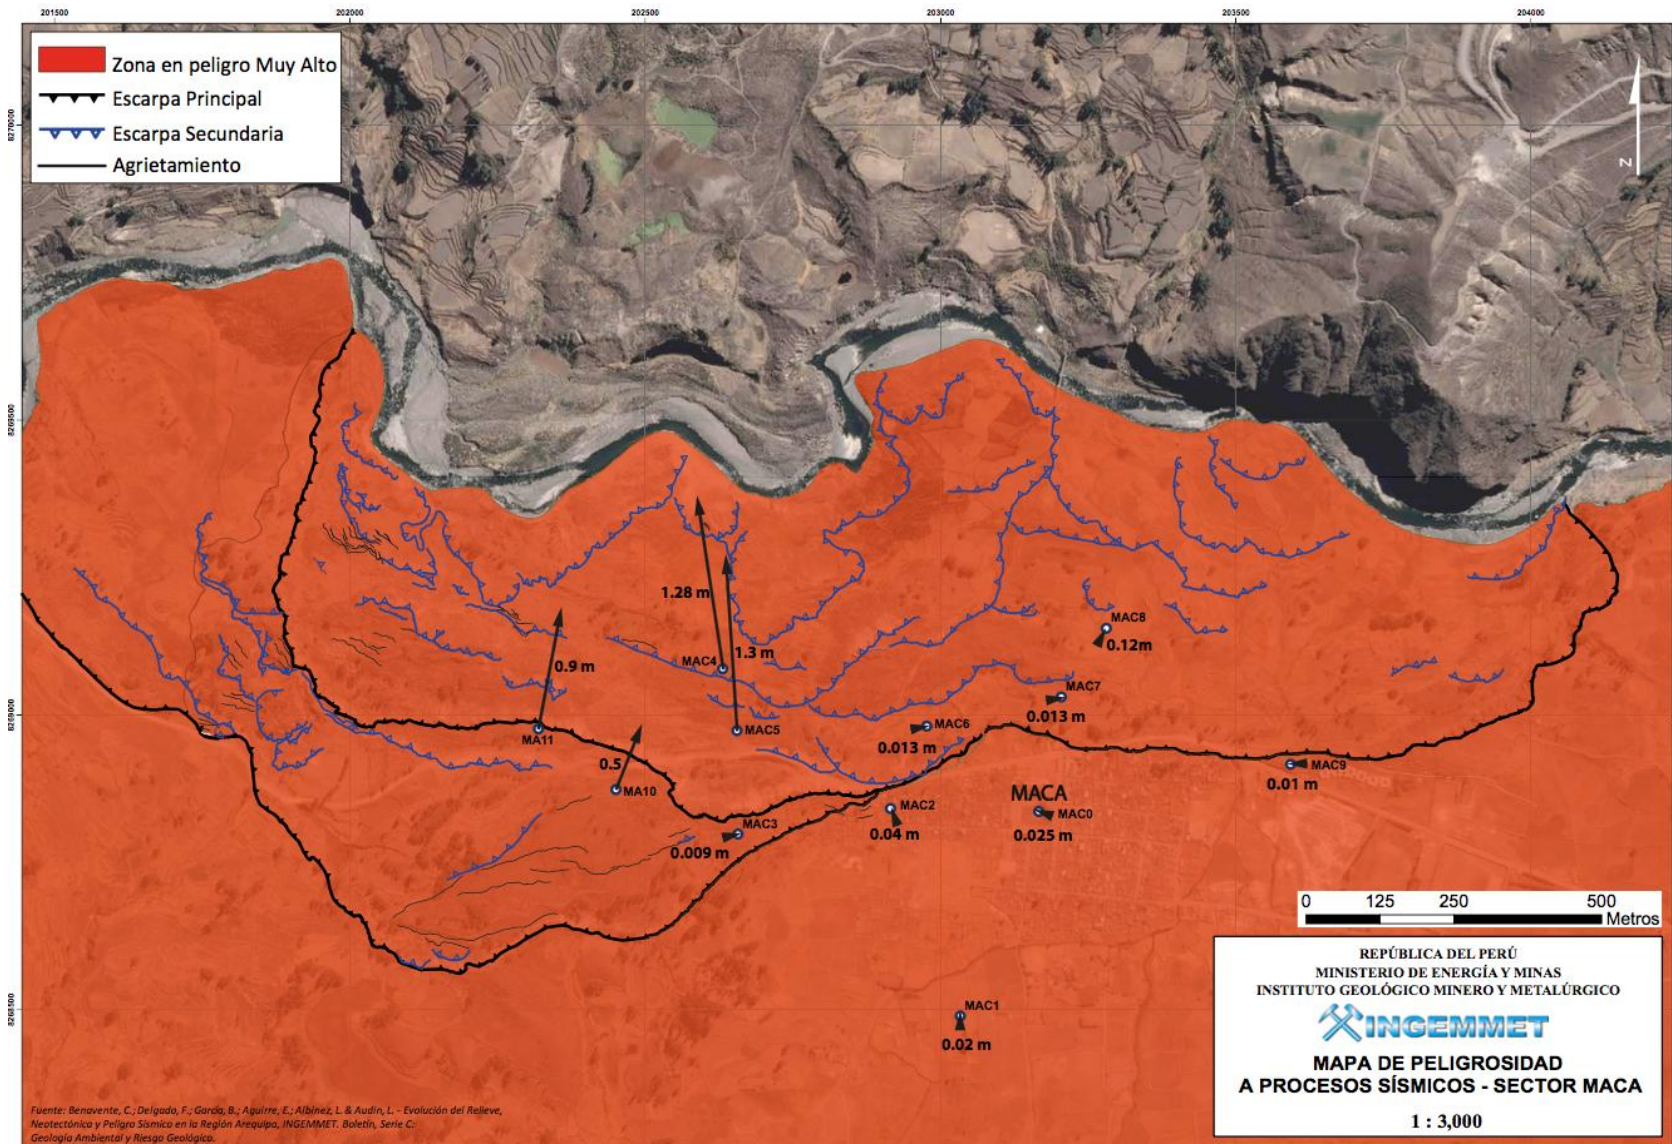 201500
202000
202500
203000
203500
204000
Zona en peligro Muy Alto
Escarpa Principal
Escarpa Secundaria
Agrietamiento
N
8270000
8269500
8269000
8268500
1.28 m
MAC4
1.3 m
MAC5
0.9 m
MA11
0.5
MA10
MAC8
0.12m
MAC7
0.013 m
MAC6
0.013 m
MAC9
0.01 m
MACA
MAC0
0.025 m
MAC2
0.04 m
MAC3
0.009 m
MAC1
0.02 m
0 125 250 500
Metros
REPÚBLICA DEL PERÚ
MINISTERIO DE ENERGÍA Y MINAS
INSTITUTO GEOLÓGICO MINERO Y METALÚRGICO
INGEMMET
MAPA DE PELIGROSIDAD
A PROCESOS SÍSMICOS - SECTOR MACA
1 : 3,000
Fuente: Benavente, C.; Delgado, F.; García, B.; Aguirre, E.; Albinez, L. & Audin, L. - Evolución del Relieve,
Neotectónica y Peligro Sísmico en la Región Arequipa, INGEMMET. Boletín, Serie C:
Geología Ambiental y Riesgo Geológico.